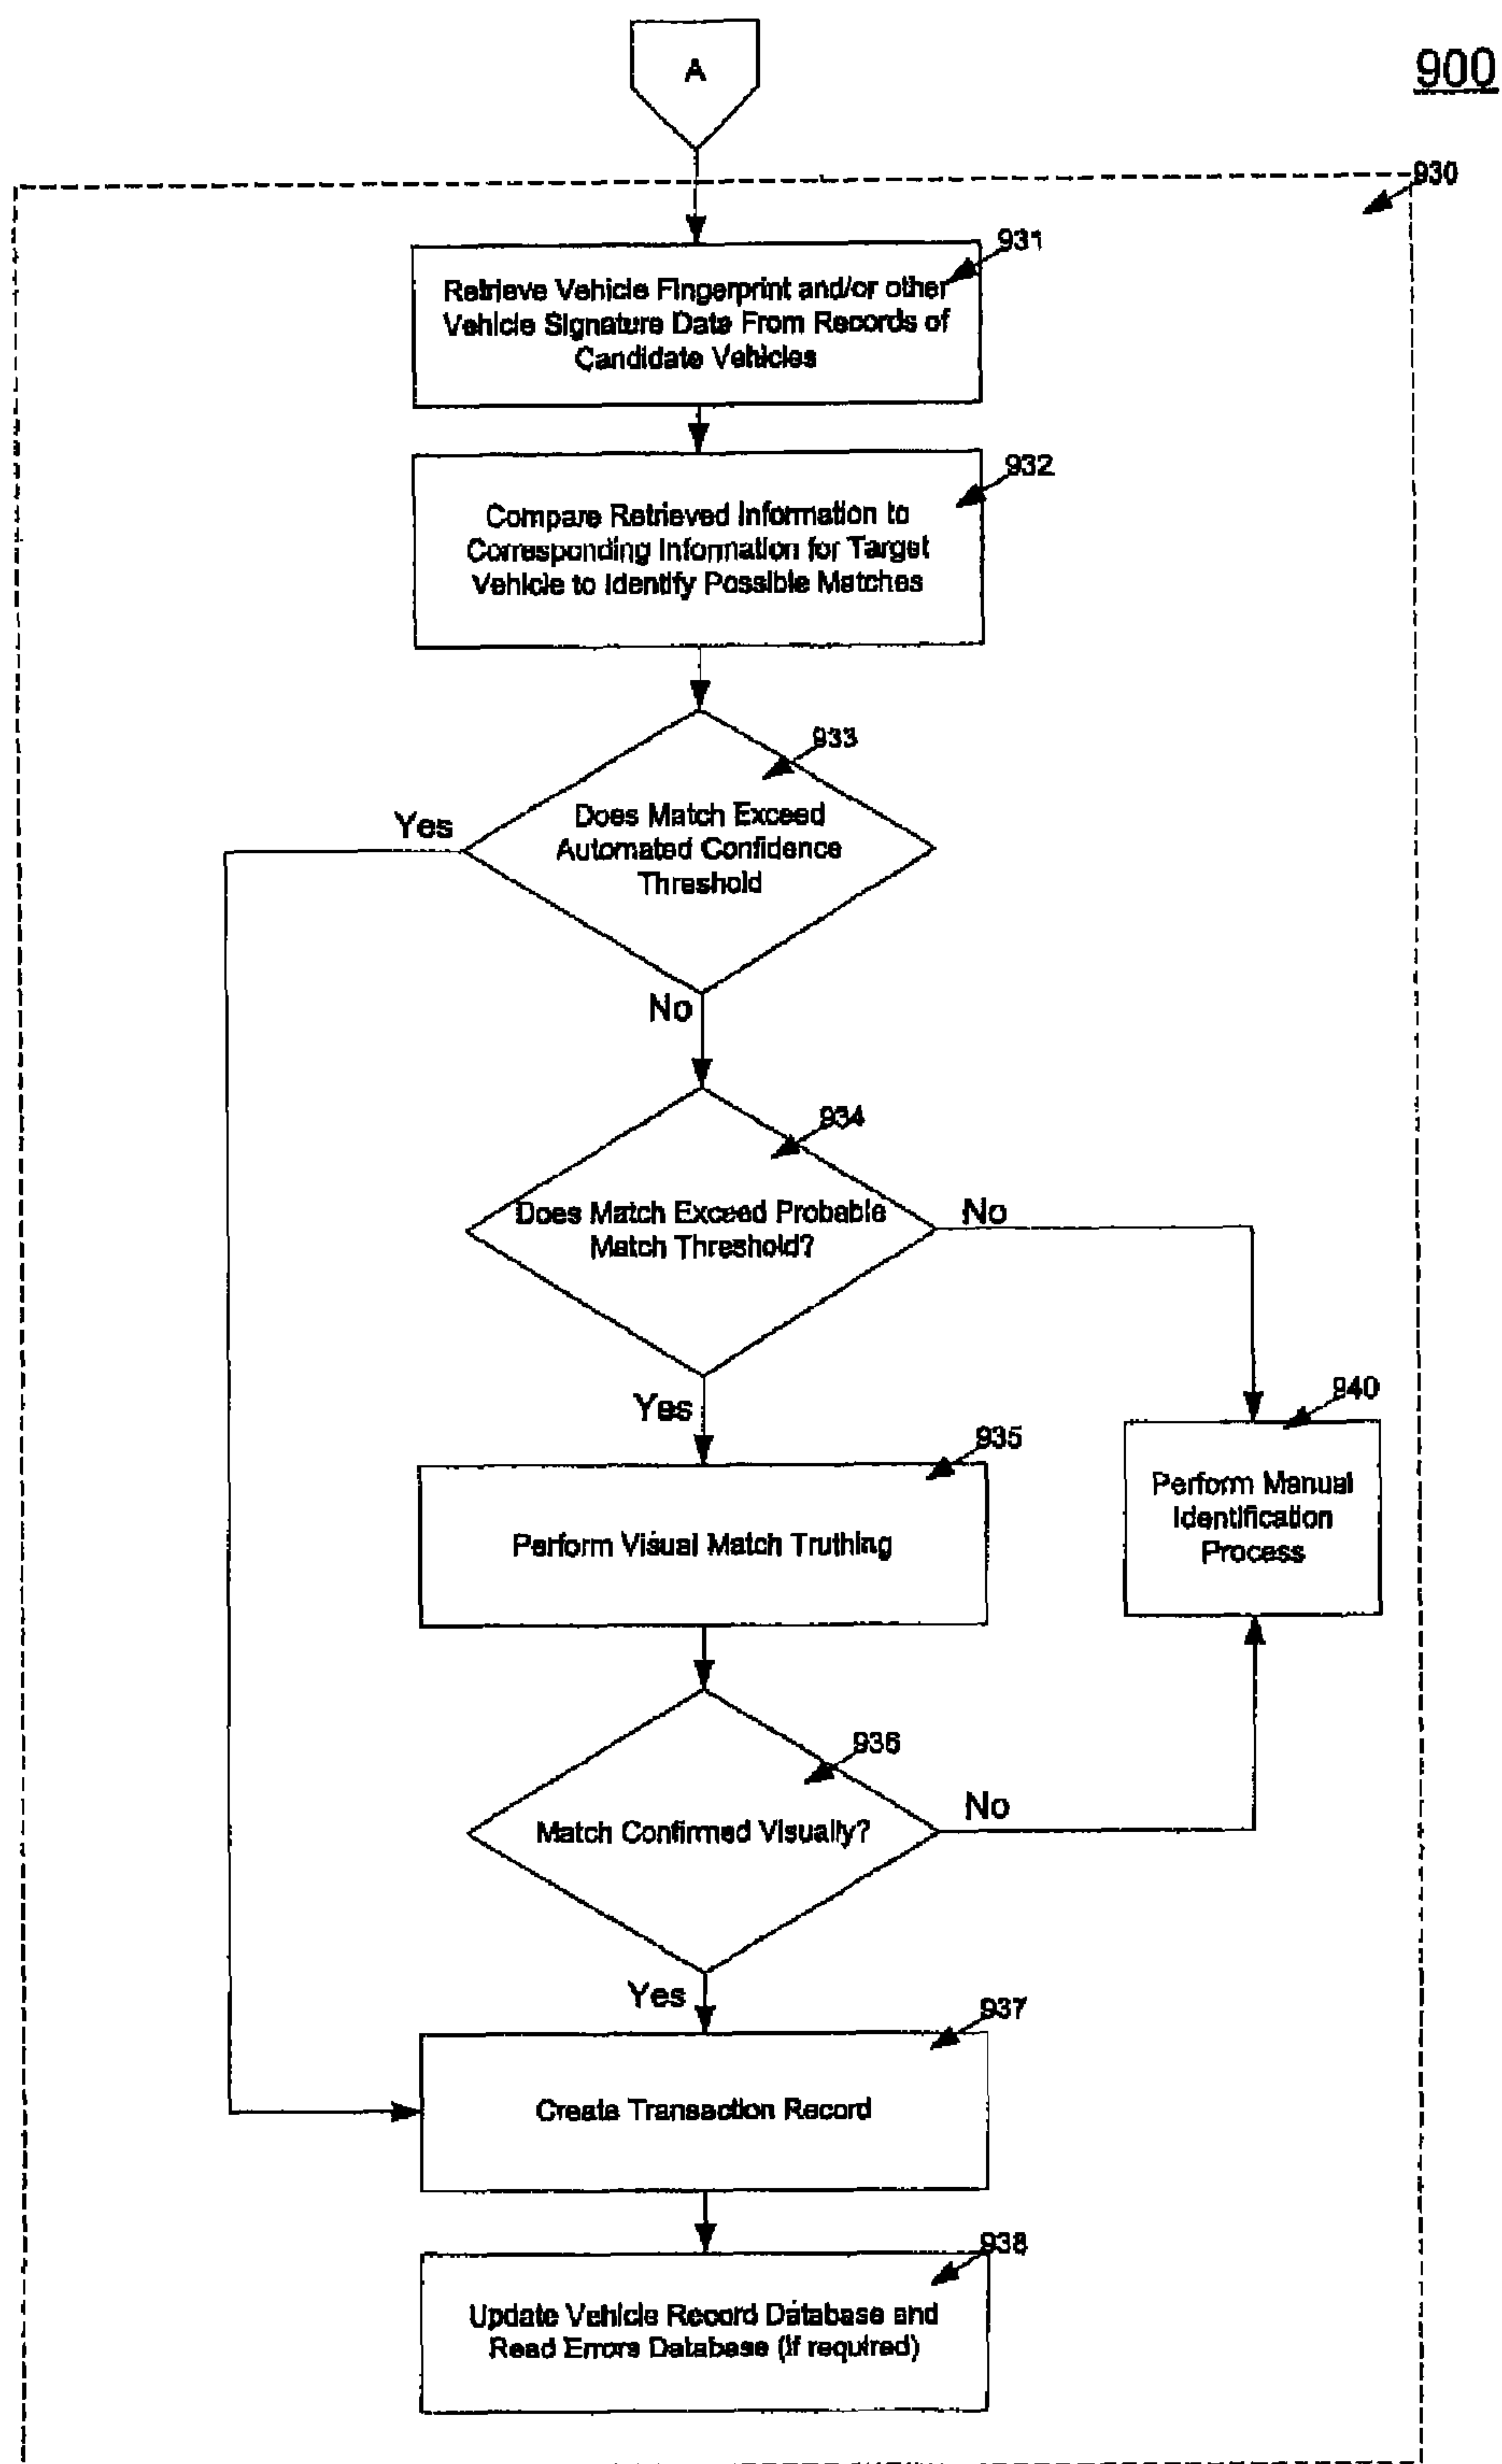 A
900
930
931
Retrieve Vehicle Fingerprint and/or other
Vehicle Signature Data From Records of
Candidate Vehicles
932
Compare Retrieved Information to
Corresponding Information for Target
Vehicle to Identify Possible Matches
933
Does Match Exceed
Automated Confidence
Threshold
Yes
No
934
Does Match Exceed Probable
Match Threshold?
No
Yes
940
Perform Manual
Identification
Process
935
Perform Visual Match Truthing
936
Match Confirmed Visually?
No
Yes
937
Create Transaction Record
938
Update Vehicle Record Database and
Read Errors Database (if required)